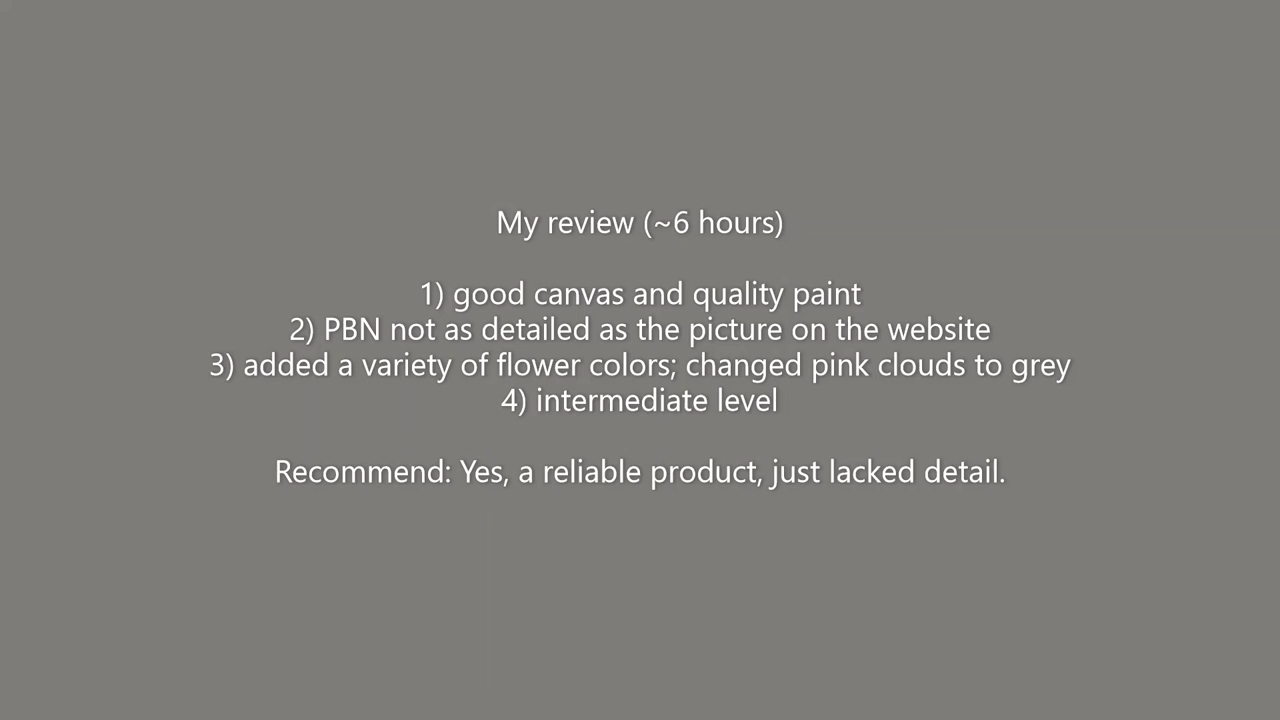 My review (~6 hours)
1) good canvas and quality paint
2) PBN not as detailed as the picture on the website
3) added a variety of flower colors; changed pink clouds to grey
4) intermediate level
Recommend: Yes, a reliable product, just lacked detail.